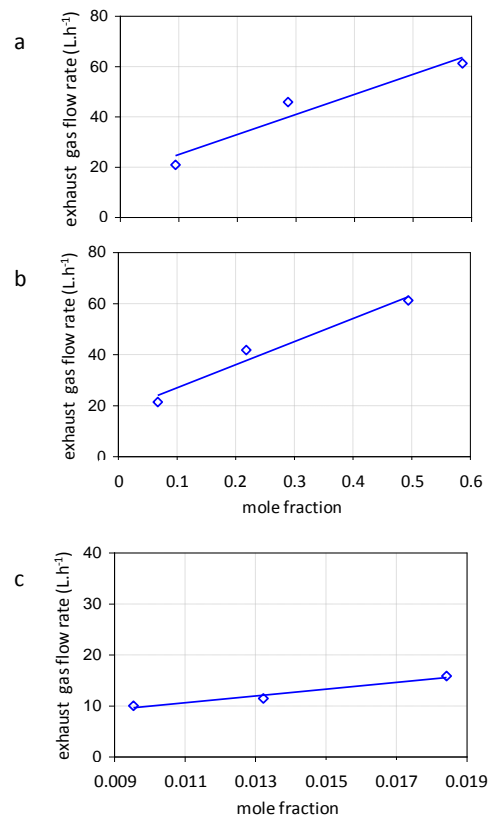 a
exhaust gas flow rate (L.h⁻¹)
80
60
40
20
0
b
exhaust gas flow rate (L.h⁻¹)
80
60
40
20
0
0 0.1 0.2 0.3 0.4 0.5 0.6
mole fraction
c
exhaust gas flow rate (L.h⁻¹)
40
30
20
10
0
0.009 0.011 0.013 0.015 0.017 0.019
mole fraction